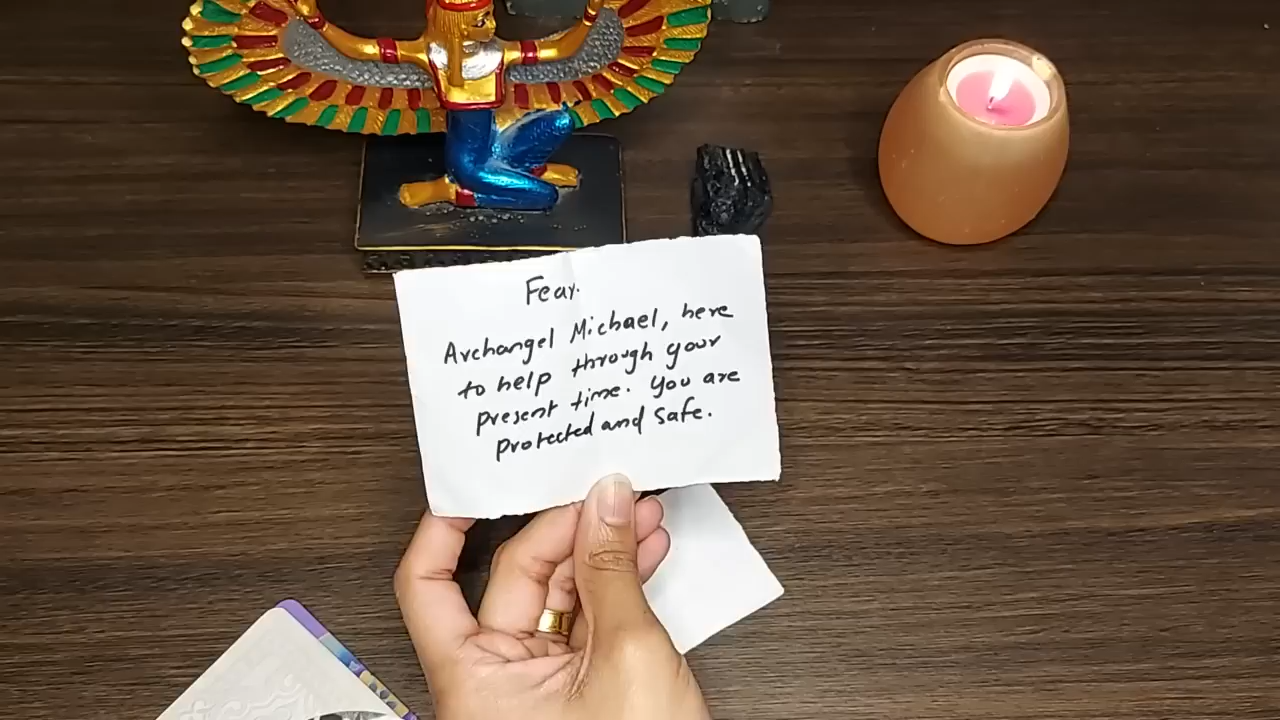 Fear.
Archangel Michael, here
to help through your
present time. You are
protected and safe.